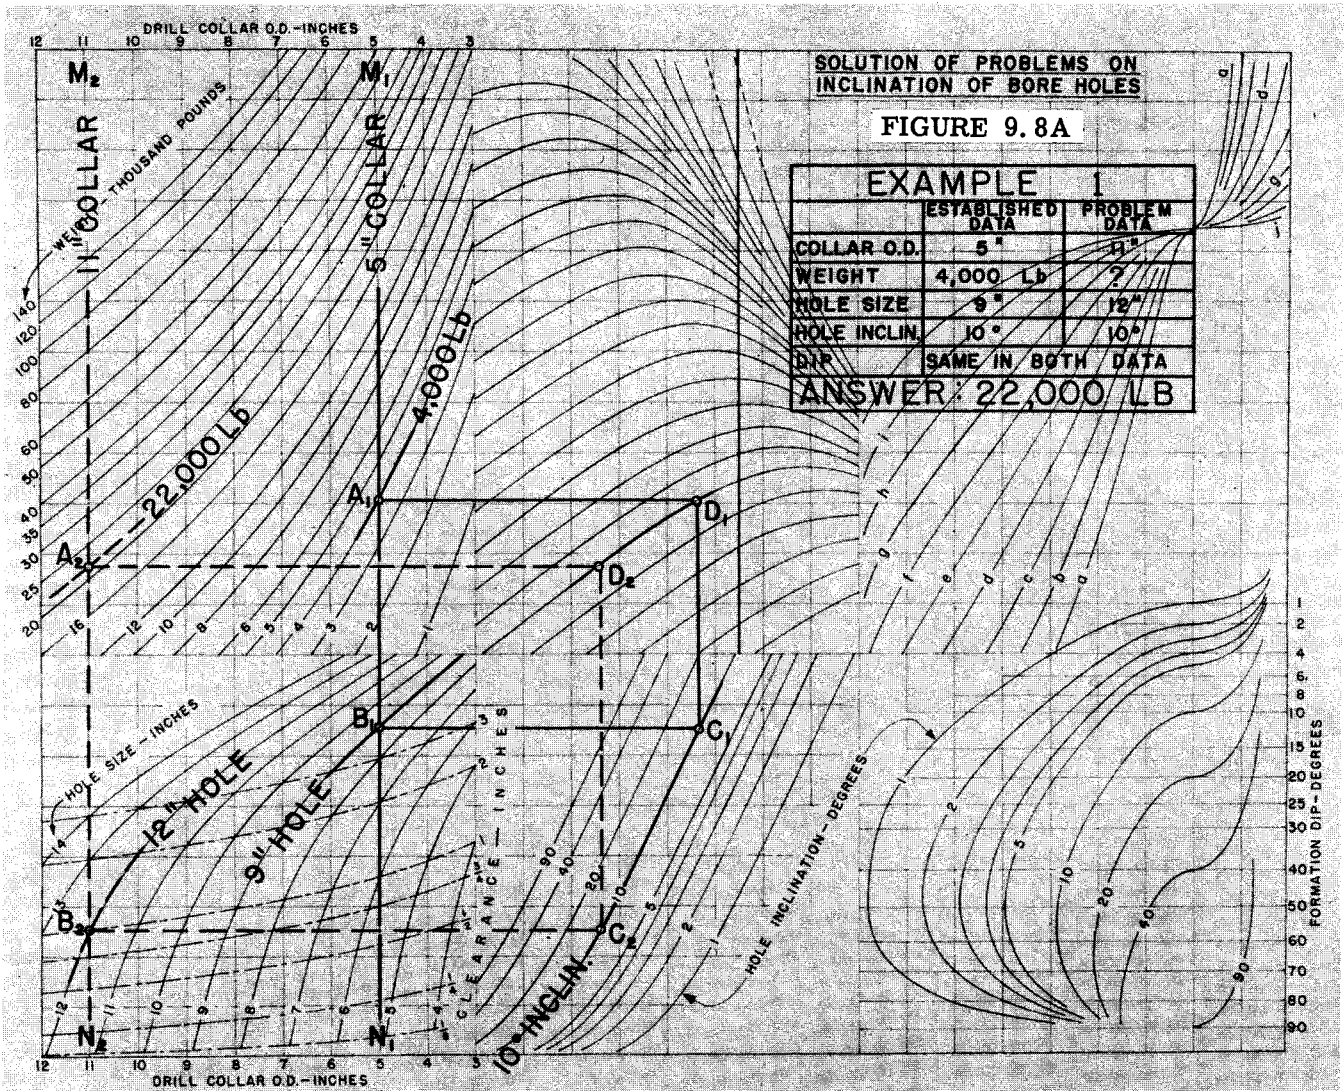 DRILL COLLAR O.D.-INCHES
12 11 10 9 8 7 6 5 4 3
M₂
M₁
SOLUTION OF PROBLEMS ON
INCLINATION OF BORE HOLES
FIGURE 9.8A
EXAMPLE 1
ESTABLISHED DATA PROBLEM DATA
COLLAR O.D. 5" 11"
WEIGHT 4,000 Lb ?
HOLE SIZE 9" 12"
HOLE INCLIN. 10° 10°
DIP SAME IN BOTH DATA
ANSWER: 22,000 LB
a d g i
WEIGHT - THOUSAND POUNDS
11" COLLAR
5" COLLAR
4,000 Lb
22,000 Lb
140
120
100
80
60
50
40
35
30
25
20 16 12 10 8 6 5 4 3 2 1
A₁
A₂
D₁
D₂
i
h
g f e d c b a
HOLE SIZE - INCHES
12" HOLE
9" HOLE
B₁
B₂
C₁
C₂
14
13
12 11 10 9 8 7 6 5 4
3
2
1
CLEARANCE - INCHES
90 40 20 10 5 2 1
10° INCLIN.
HOLE INCLINATION-DEGREES
1 2 5 10 20 40 90
1
2
4
6
8
10
15
20
25
30
40
50
60
70
80
90
FORMATION DIP-DEGREES
N₂
N₁
12 11 10 9 8 7 6 5 4 3
DRILL COLLAR O.D.-INCHES